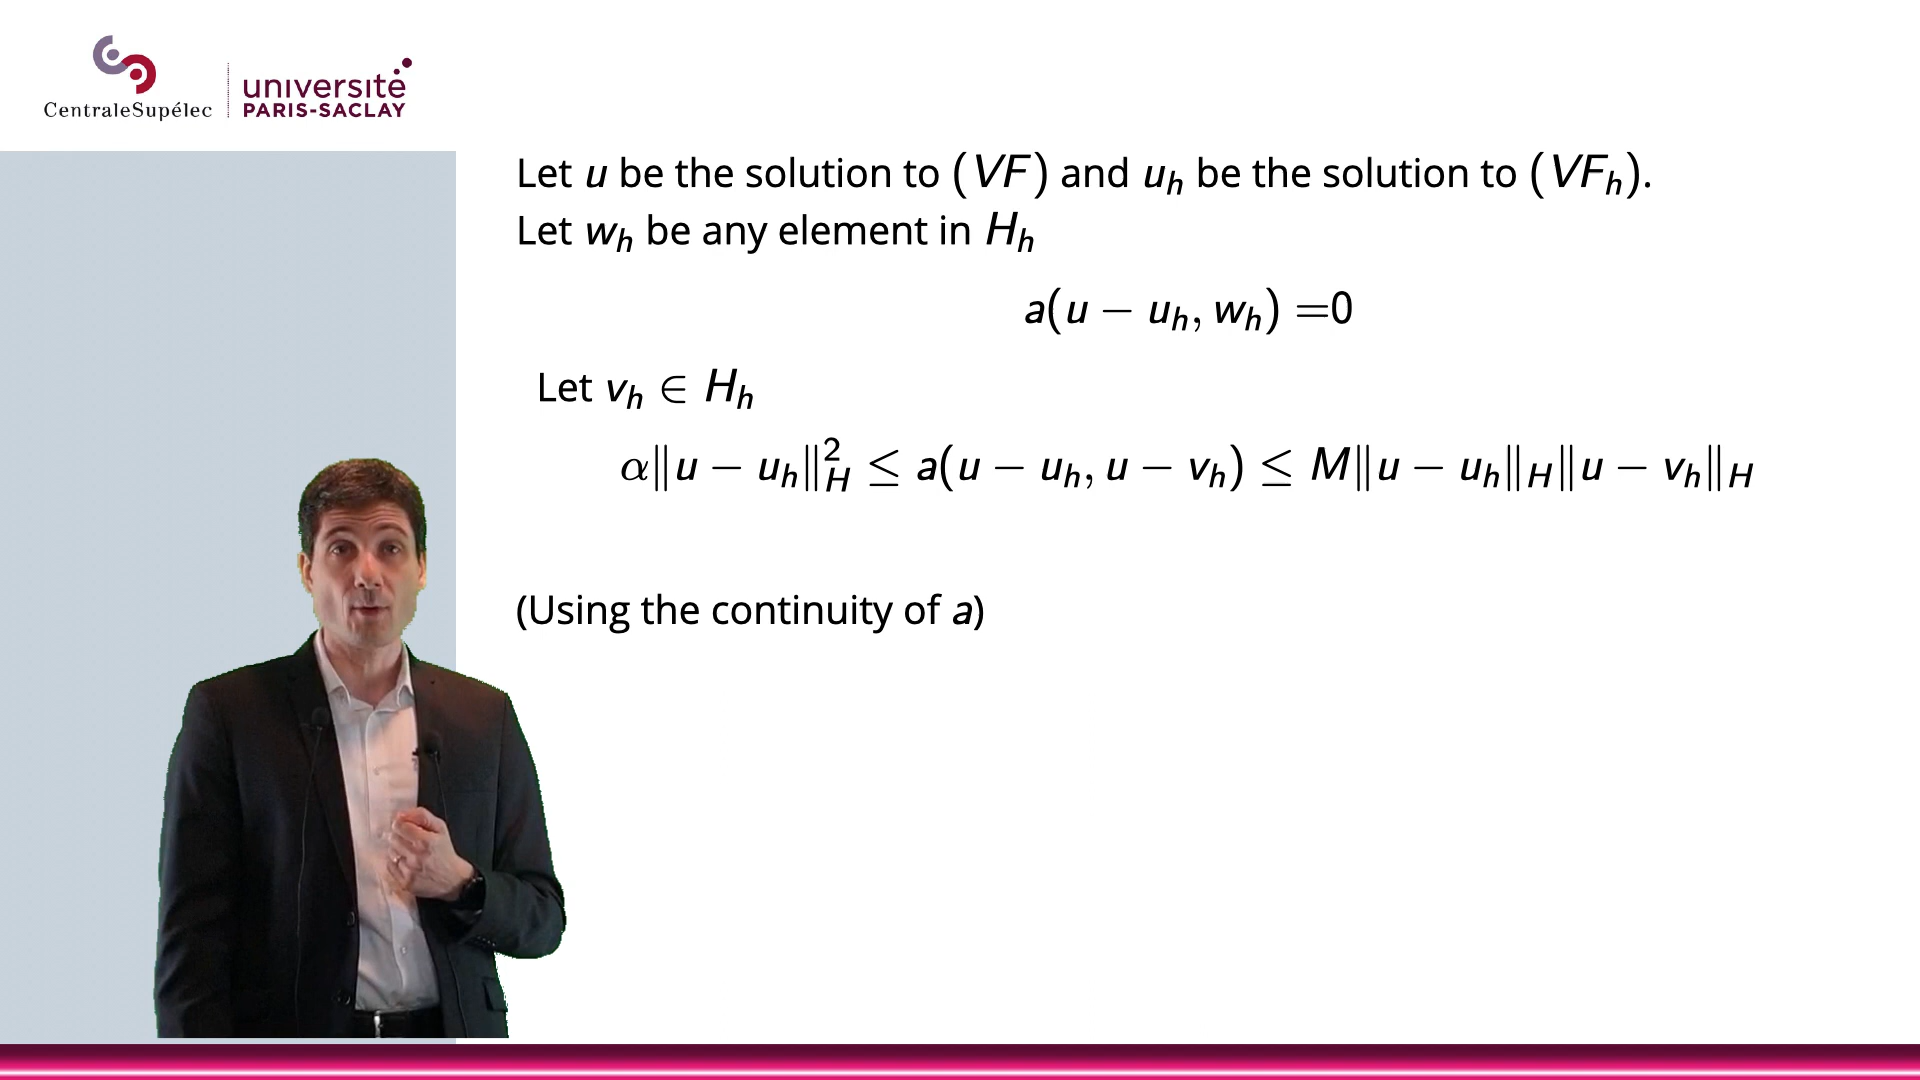 CentraleSupélec
université
PARIS-SACLAY
Let u be the solution to (VF) and u_h be the solution to (VF_h).
Let w_h be any element in H_h
a(u − u_h, w_h) =0
Let v_h ∈ H_h
α‖u − u_h‖²_H ≤ a(u − u_h, u − v_h) ≤ M‖u − u_h‖_H‖u − v_h‖_H
(Using the continuity of a)